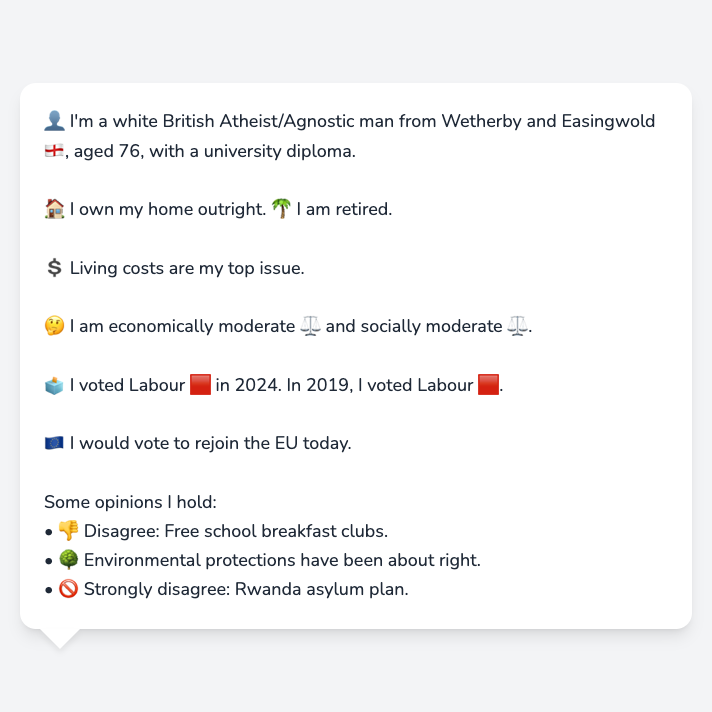 👤 I'm a white British Atheist/Agnostic man from Wetherby and Easingwold
🏴󠁧󠁢󠁥󠁮󠁧󠁿, aged 76, with a university diploma.
🏠 I own my home outright. 🌴 I am retired.
💲 Living costs are my top issue.
🤔 I am economically moderate ⚖️ and socially moderate ⚖️.
🗳️ I voted Labour 🟥 in 2024. In 2019, I voted Labour 🟥.
🇪🇺 I would vote to rejoin the EU today.
Some opinions I hold:
• 👎 Disagree: Free school breakfast clubs.
• 🌳 Environmental protections have been about right.
• 🚫 Strongly disagree: Rwanda asylum plan.